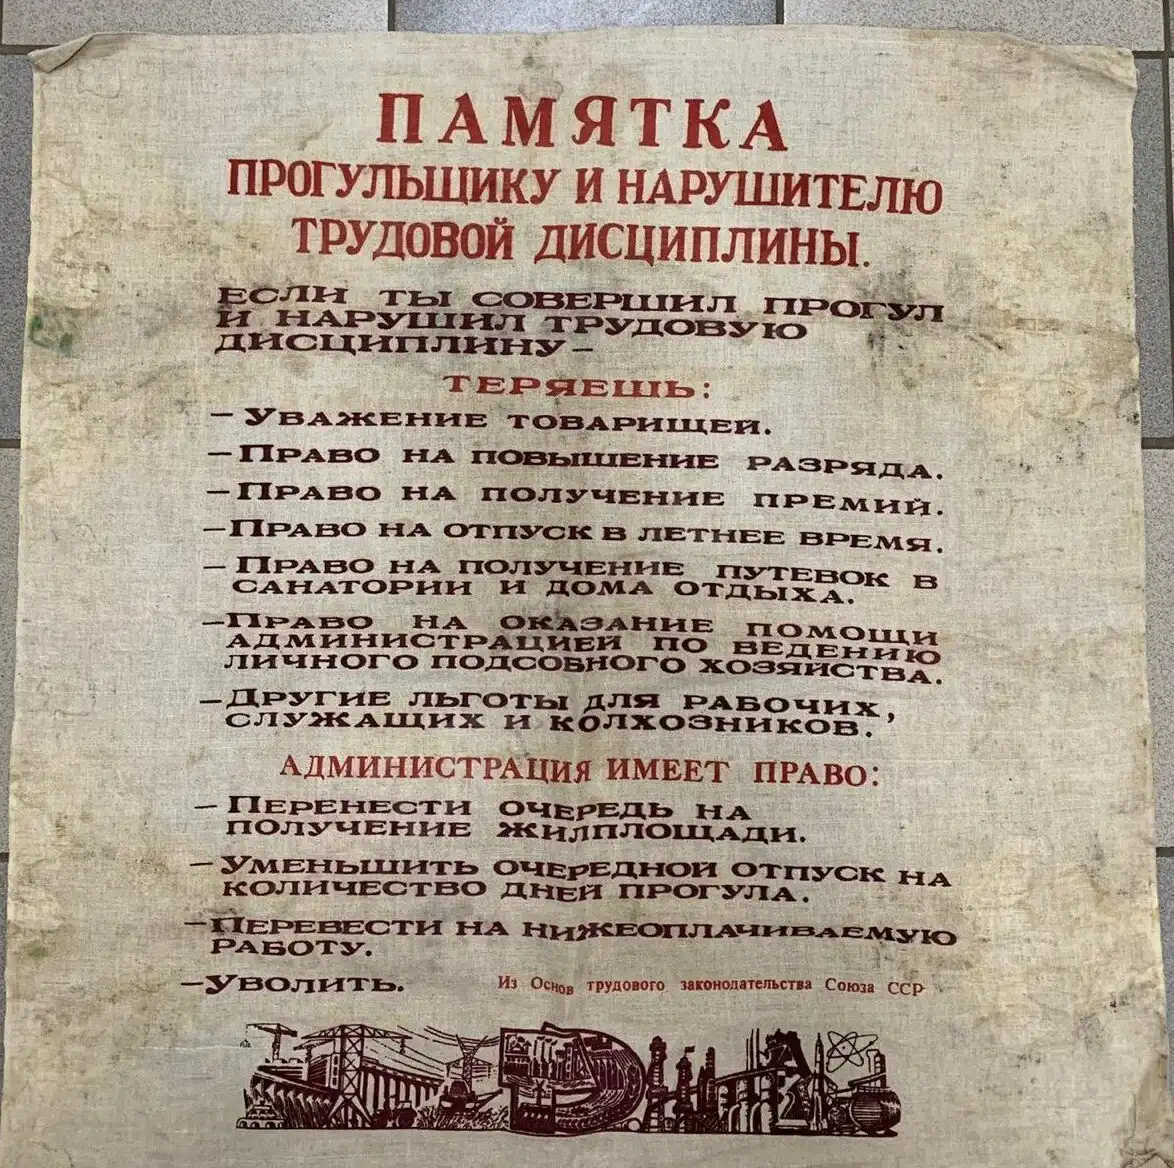 ПАМЯТКА
ПРОГУЛЬЩИКУ И НАРУШИТЕЛЮ
ТРУДОВОЙ ДИСЦИПЛИНЫ.
ЕСЛИ ТЫ СОВЕРШИЛ ПРОГУЛ
И НАРУШИЛ ТРУДОВУЮ
ДИСЦИПЛИНУ –
ТЕРЯЕШЬ:
– УВАЖЕНИЕ ТОВАРИЩЕЙ.
– ПРАВО НА ПОВЫШЕНИЕ РАЗРЯДА.
– ПРАВО НА ПОЛУЧЕНИЕ ПРЕМИЙ.
– ПРАВО НА ОТПУСК В ЛЕТНЕЕ ВРЕМЯ.
– ПРАВО НА ПОЛУЧЕНИЕ ПУТЕВОК В
САНАТОРИИ И ДОМА ОТДЫХА.
– ПРАВО НА ОКАЗАНИЕ ПОМОЩИ
АДМИНИСТРАЦИЕЙ ПО ВЕДЕНИЮ
ЛИЧНОГО ПОДСОБНОГО ХОЗЯЙСТВА.
– ДРУГИЕ ЛЬГОТЫ ДЛЯ РАБОЧИХ,
СЛУЖАЩИХ И КОЛХОЗНИКОВ.
АДМИНИСТРАЦИЯ ИМЕЕТ ПРАВО:
– ПЕРЕНЕСТИ ОЧЕРЕДЬ НА
ПОЛУЧЕНИЕ ЖИЛПЛОЩАДИ.
– УМЕНЬШИТЬ ОЧЕРЕДНОЙ ОТПУСК НА
КОЛИЧЕСТВО ДНЕЙ ПРОГУЛА.
– ПЕРЕВЕСТИ НА НИЖЕОПЛАЧИВАЕМУЮ
РАБОТУ.
– УВОЛИТЬ.
Из Основ трудового законодательства Союза ССР